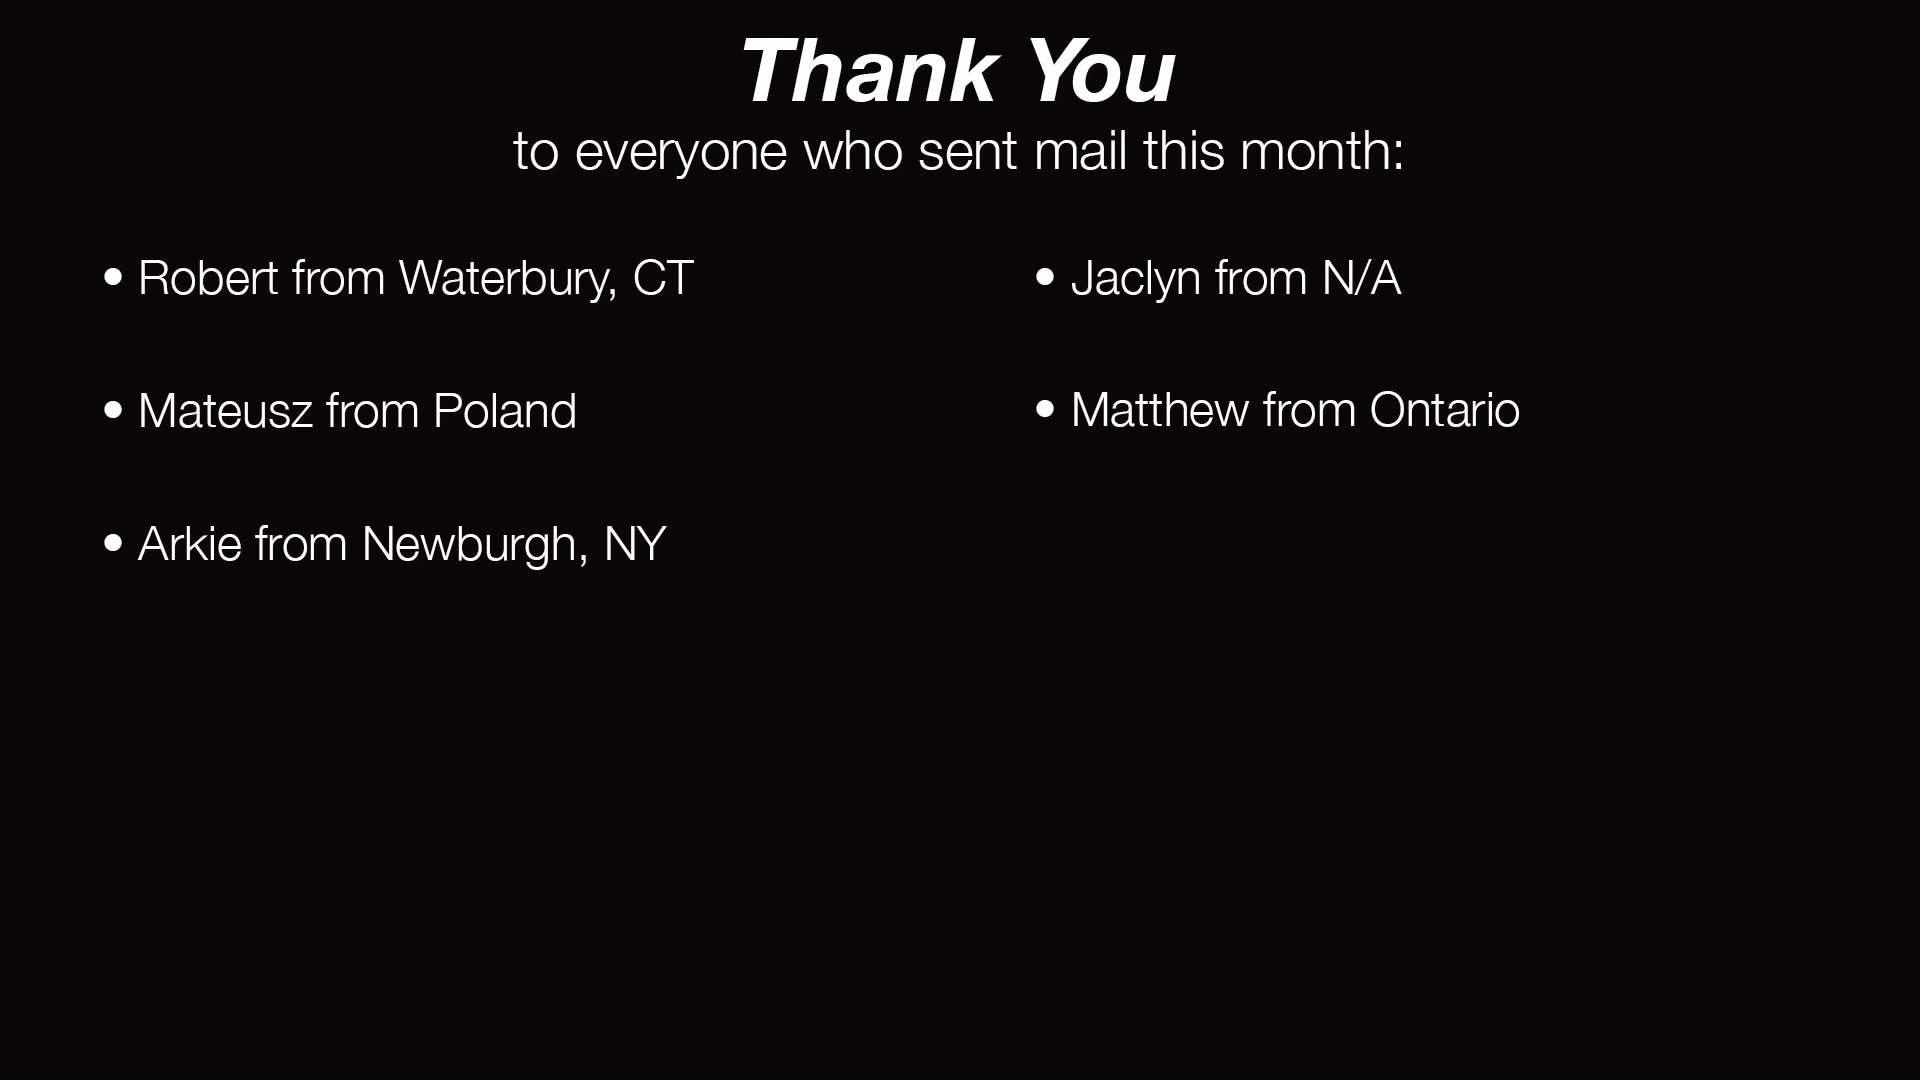 Thank You
to everyone who sent mail this month:
• Robert from Waterbury, CT
• Mateusz from Poland
• Arkie from Newburgh, NY
• Jaclyn from N/A
• Matthew from Ontario